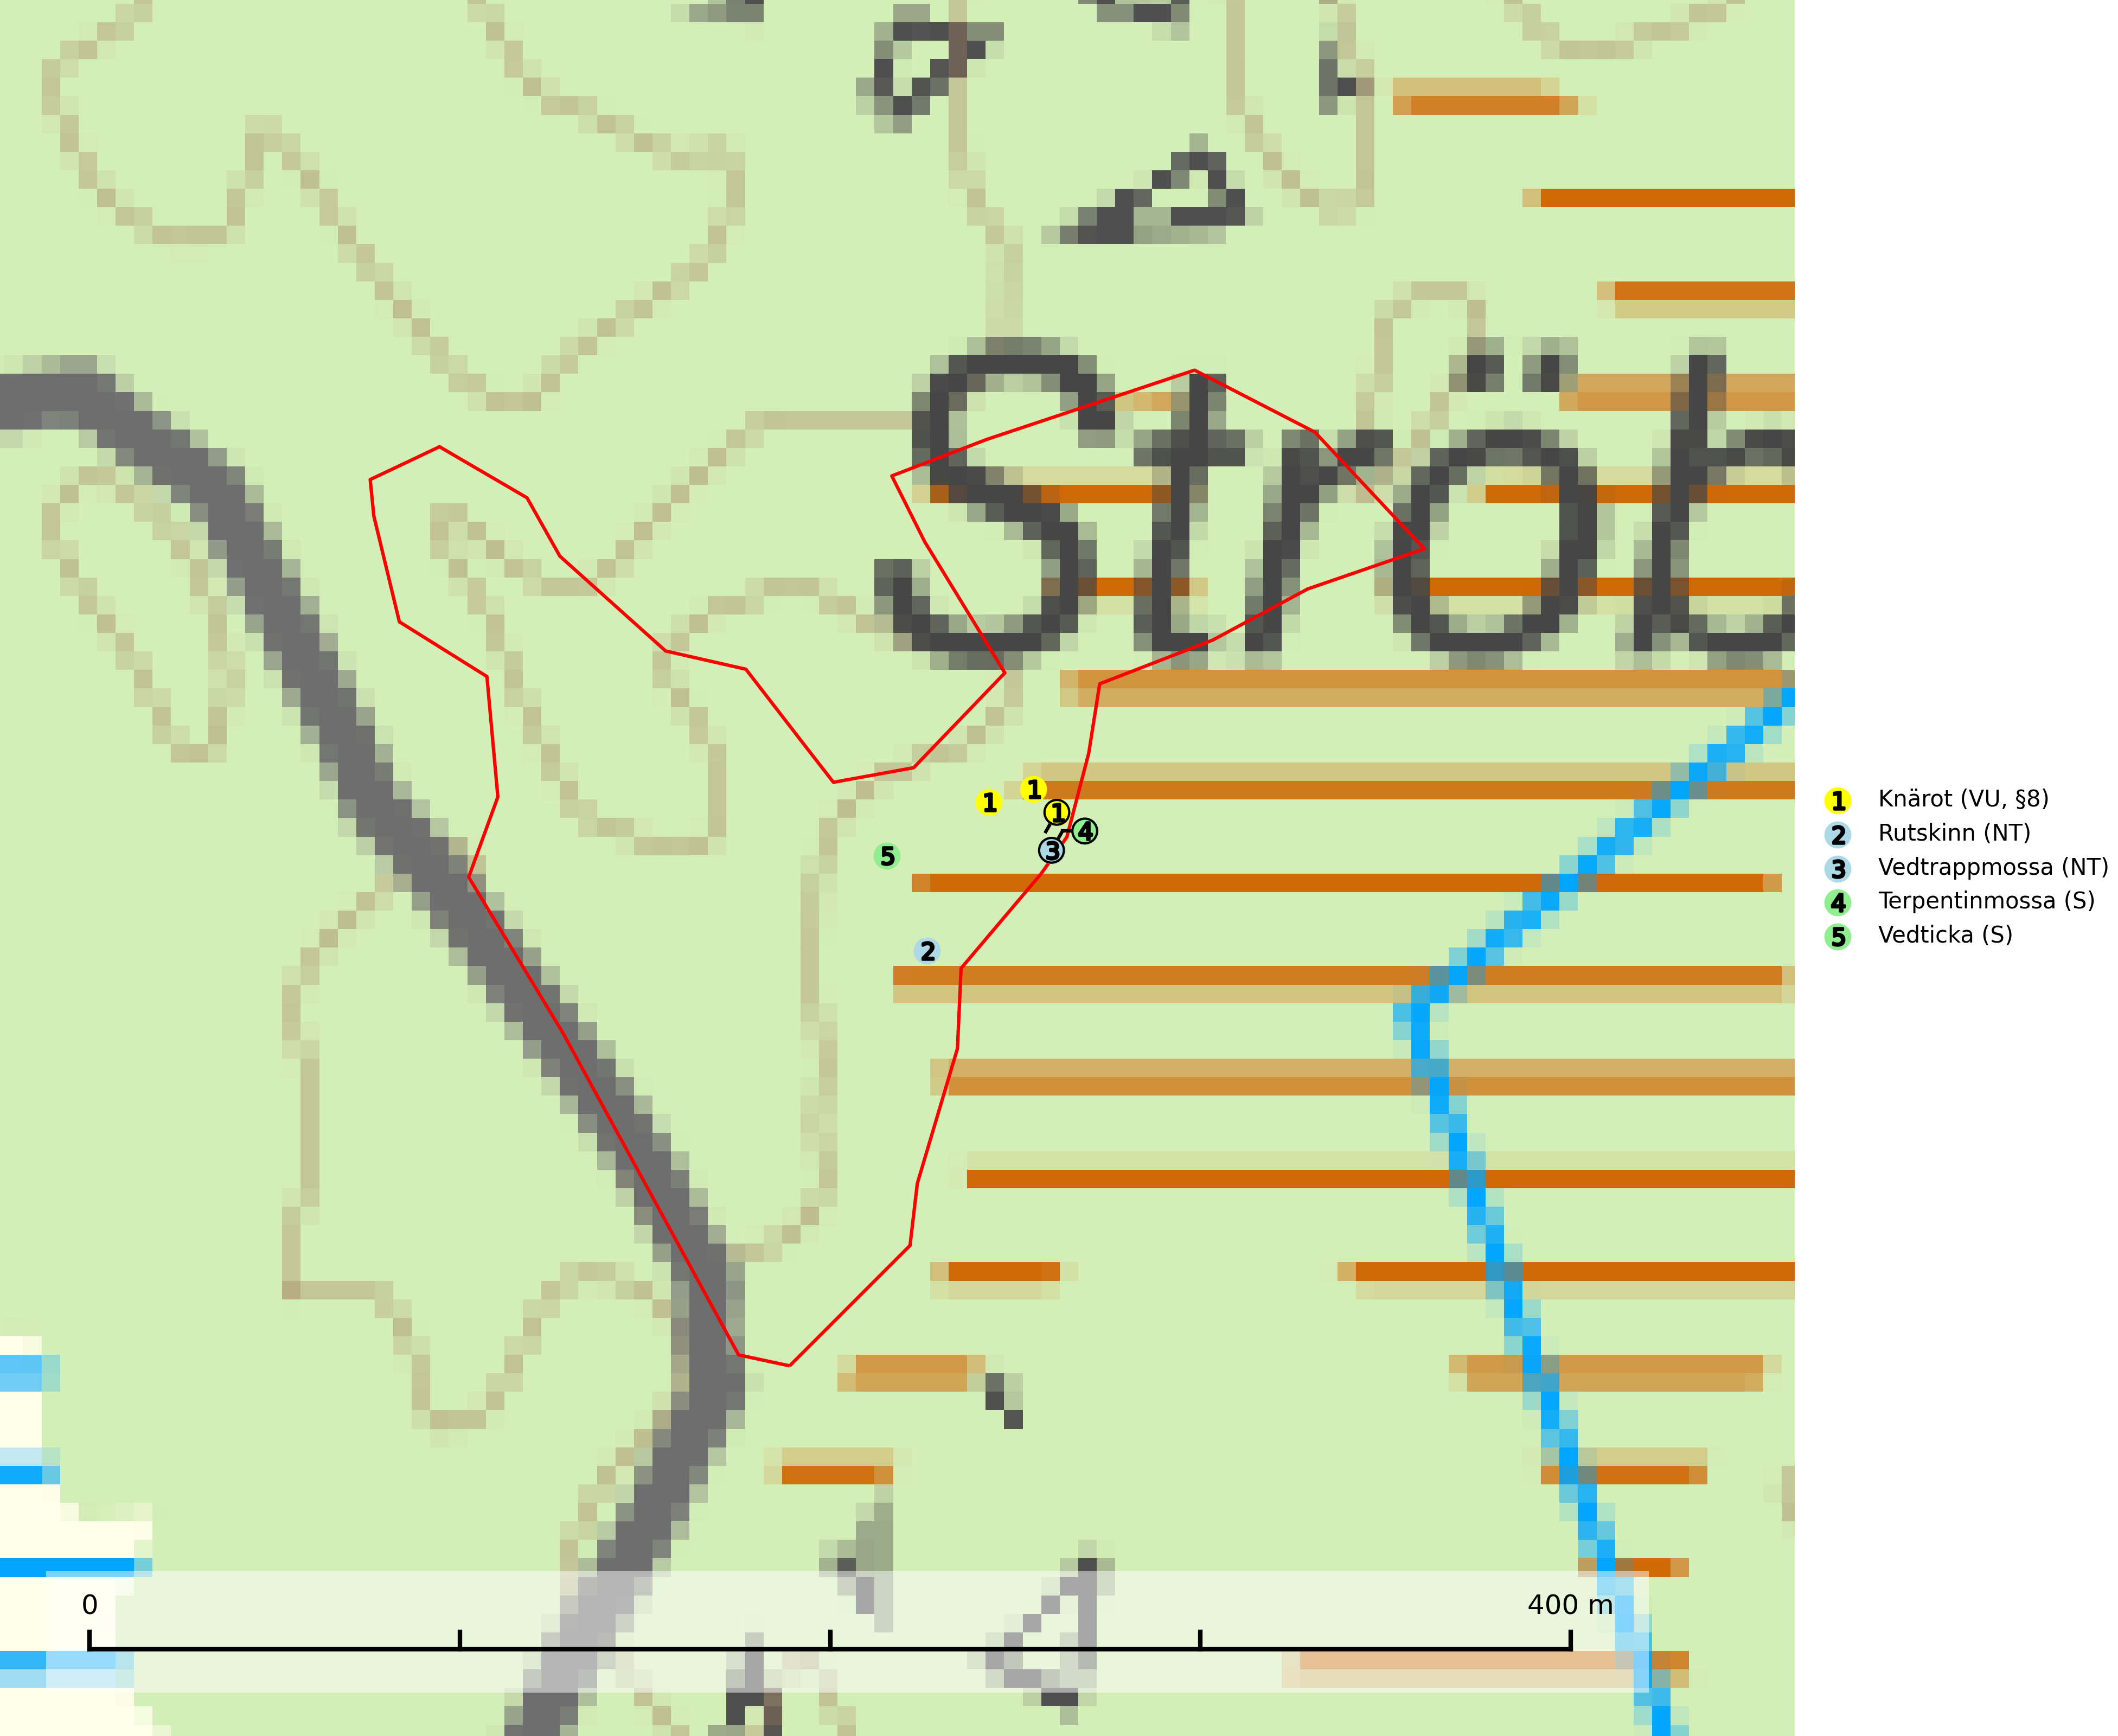 Ströt
1
1
1
4
3
5
2
1 Knärot (VU, §8)
2 Rutskinn (NT)
3 Vedtrappmossa (NT)
4 Terpentinmossa (S)
5 Vedticka (S)
0 400 m